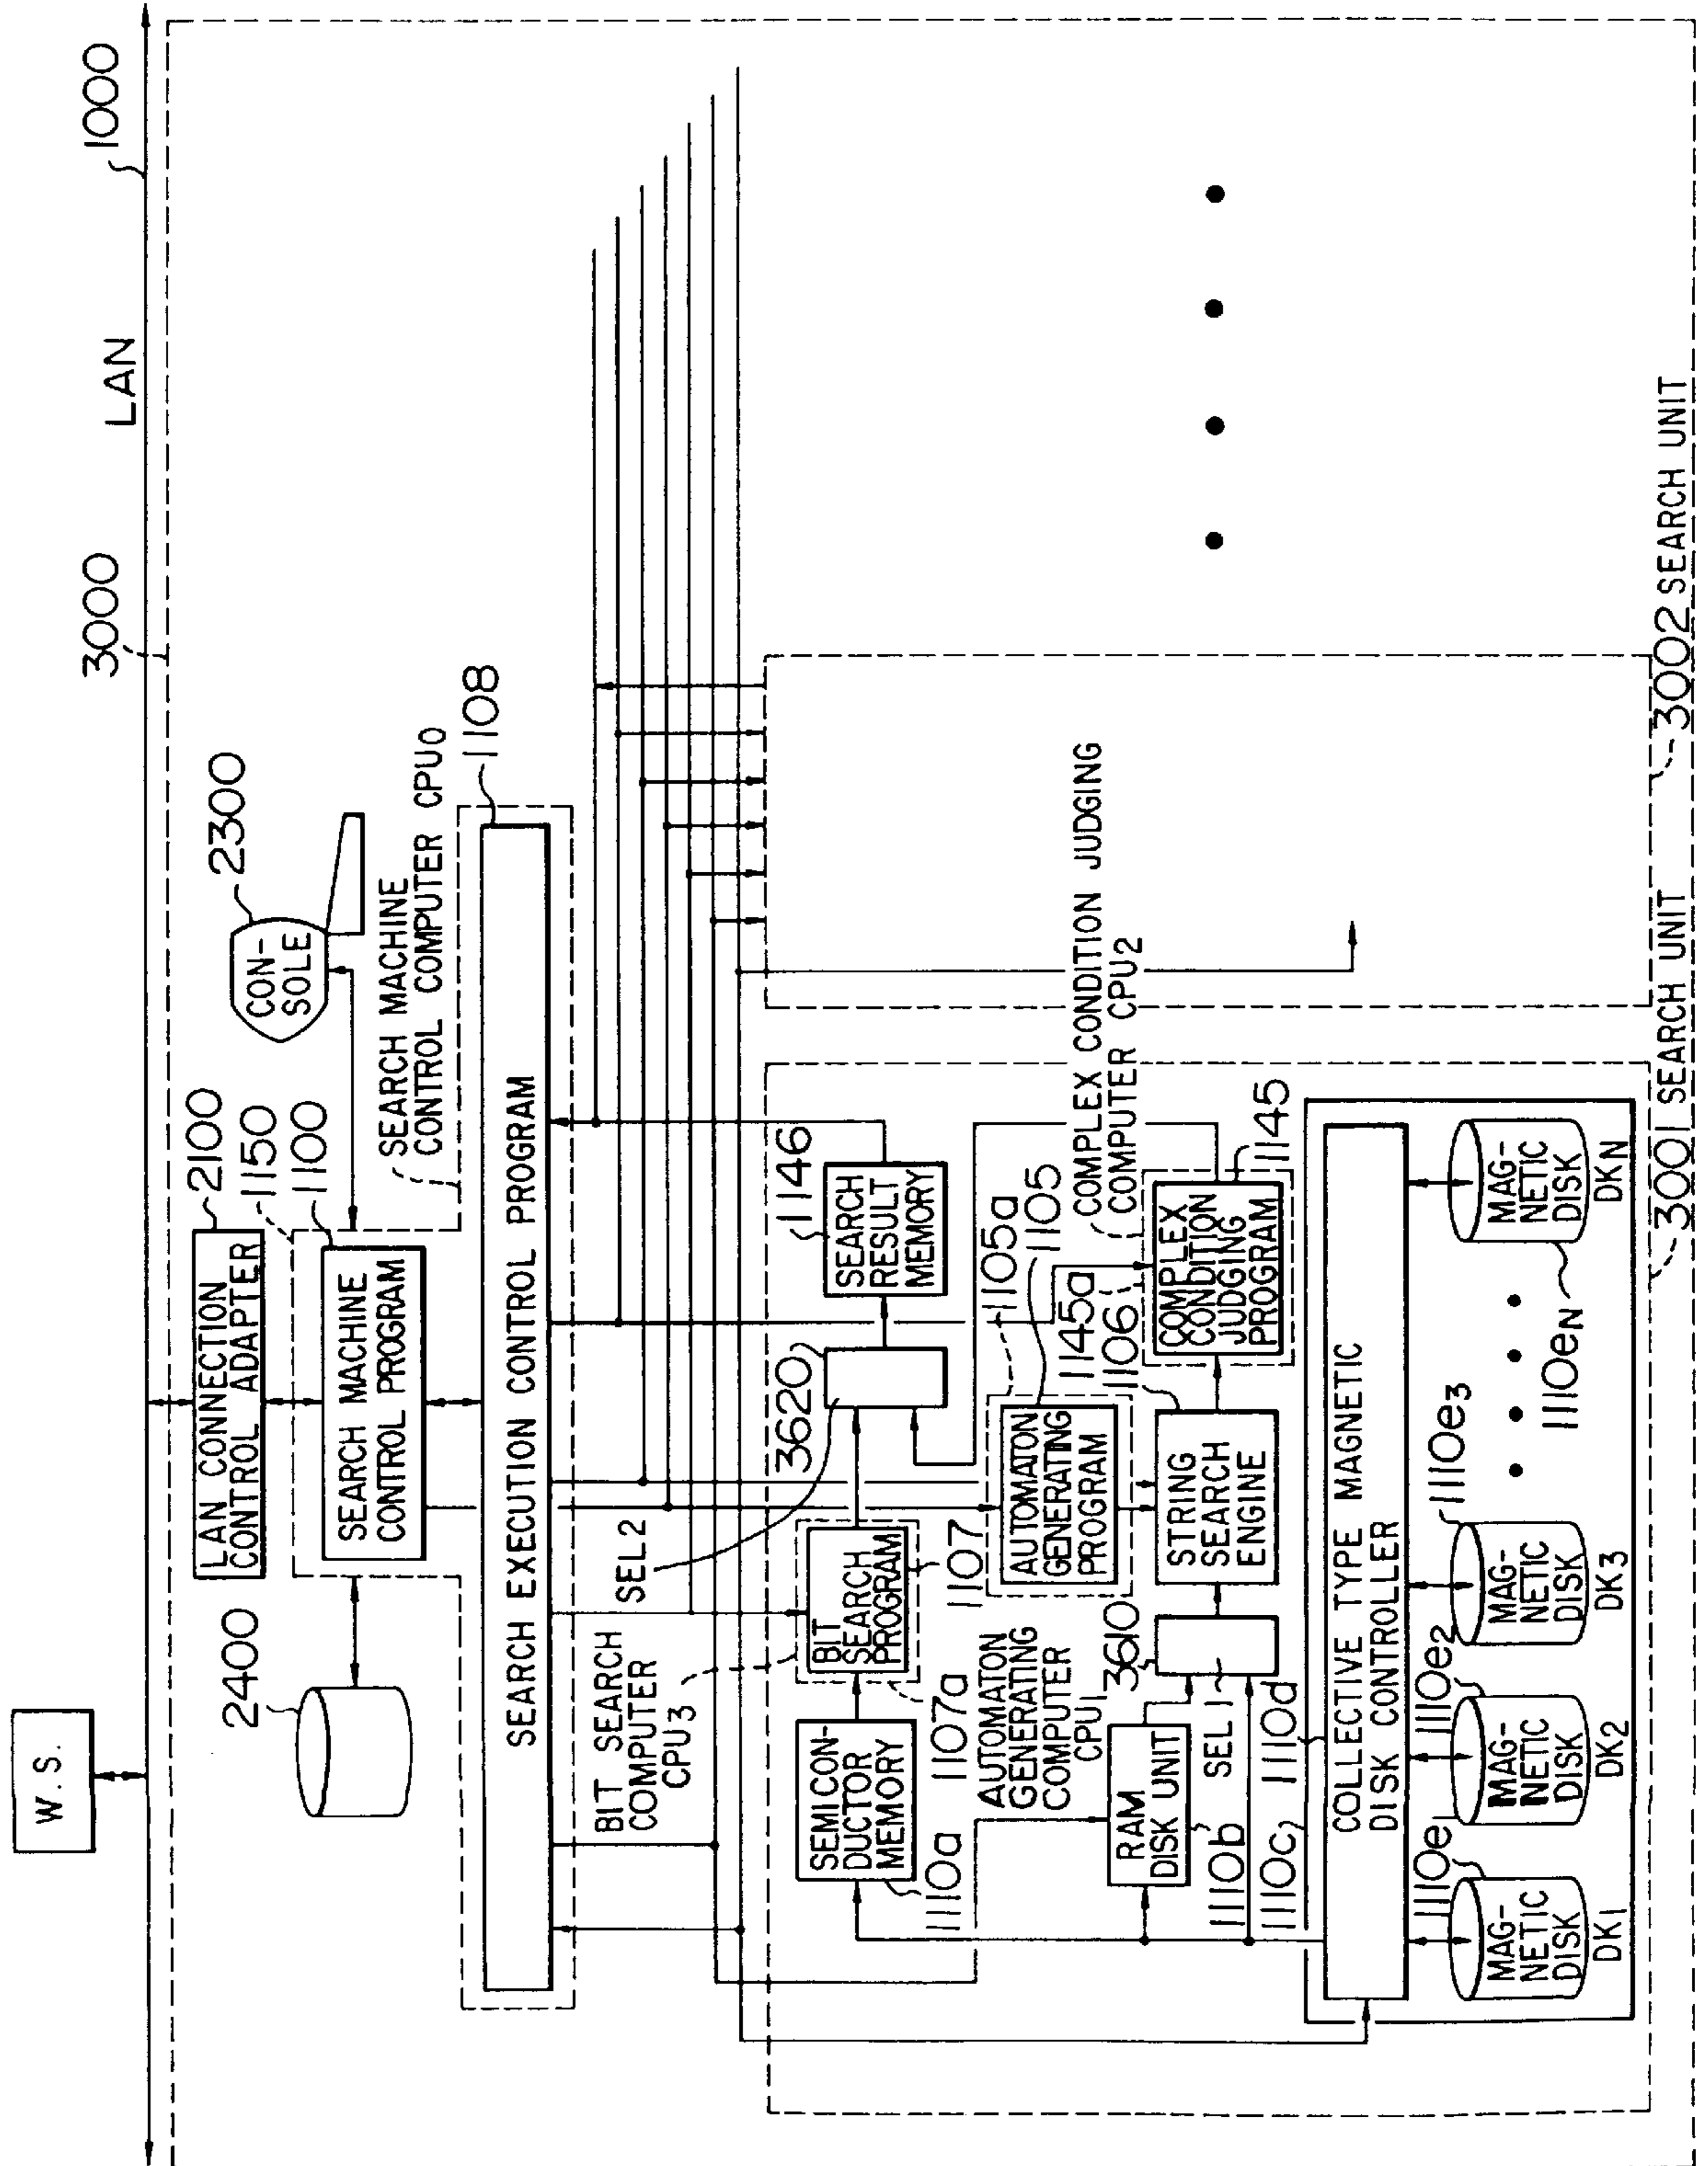 W. S.
LAN
1000
3000
LAN CONNECTION
CONTROL ADAPTER
2100
1150
1100
SEARCH MACHINE
CONTROL PROGRAM
2400
CON-
SOLE
2300
SEARCH MACHINE
CONTROL COMPUTER CPU0
1108
SEARCH EXECUTION CONTROL PROGRAM
BIT SEARCH
COMPUTER
CPU3
SEL 2
3620
1146
SEMICON-
DUCTOR
MEMORY
1110a
BIT
SEARCH
PROGRAM
1107
1107a
SEARCH
RESULT
MEMORY
AUTOMATON
GENERATING
COMPUTER
CPU1
AUTOMATON
GENERATING
PROGRAM
1105a
1105
COMPLEX CONDITION JUDGING
COMPUTER CPU2
1145a
1106
RAM
DISK UNIT
1110b
SEL 1
3610
STRING
SEARCH
ENGINE
COMPLEX
CONDITION
JUDGING
PROGRAM
1145
1110c
1110d
COLLECTIVE TYPE MAGNETIC
DISK CONTROLLER
1110e1
1110e2
1110e3
1110eN
MAG-
NETIC
DISK
DK1
MAG-
NETIC
DISK
DK2
MAG-
NETIC
DISK
DK3
MAG-
NETIC
DISK
DKN
3001 SEARCH UNIT
3002 SEARCH UNIT